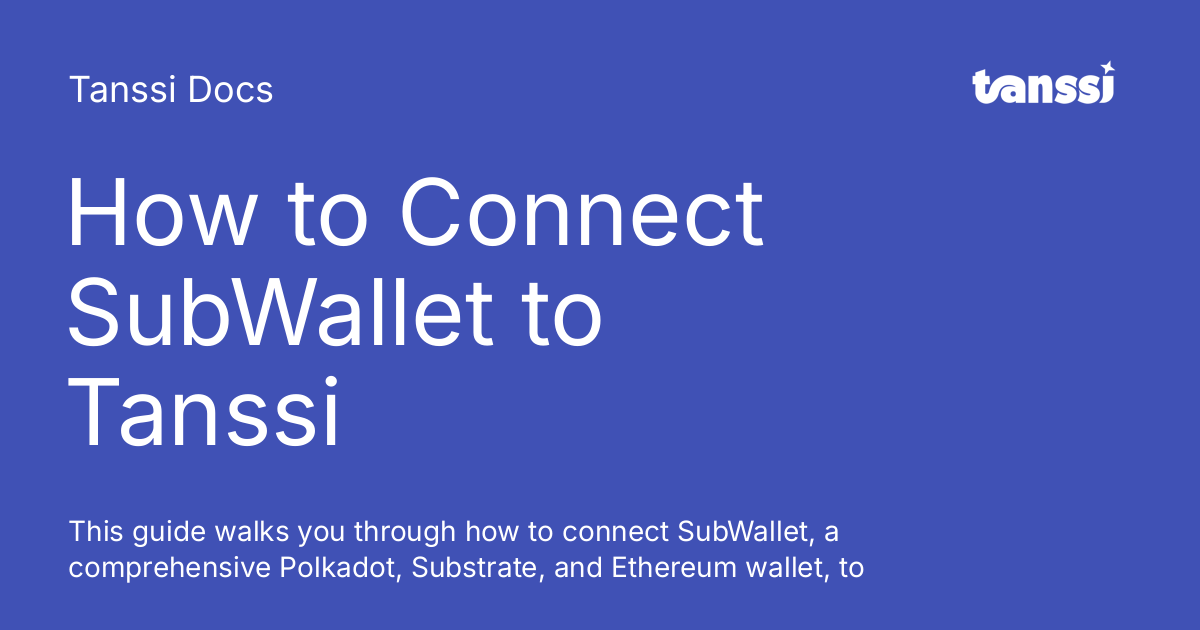 Tanssi Docs
tanssi
How to Connect
SubWallet to
Tanssi
This guide walks you through how to connect SubWallet, a
comprehensive Polkadot, Substrate, and Ethereum wallet, to